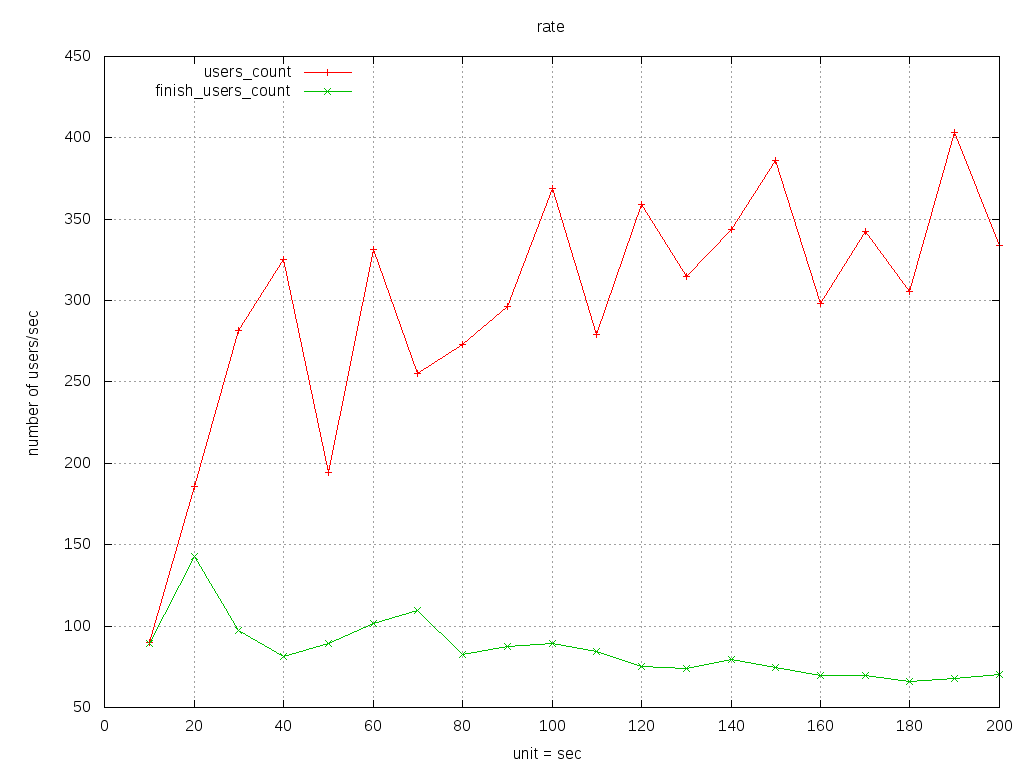 rate
450
users_count
finish_users_count
400
350
300
250
200
150
100
50
number of users/sec
0 20 40 60 80 100 120 140 160 180 200
unit = sec